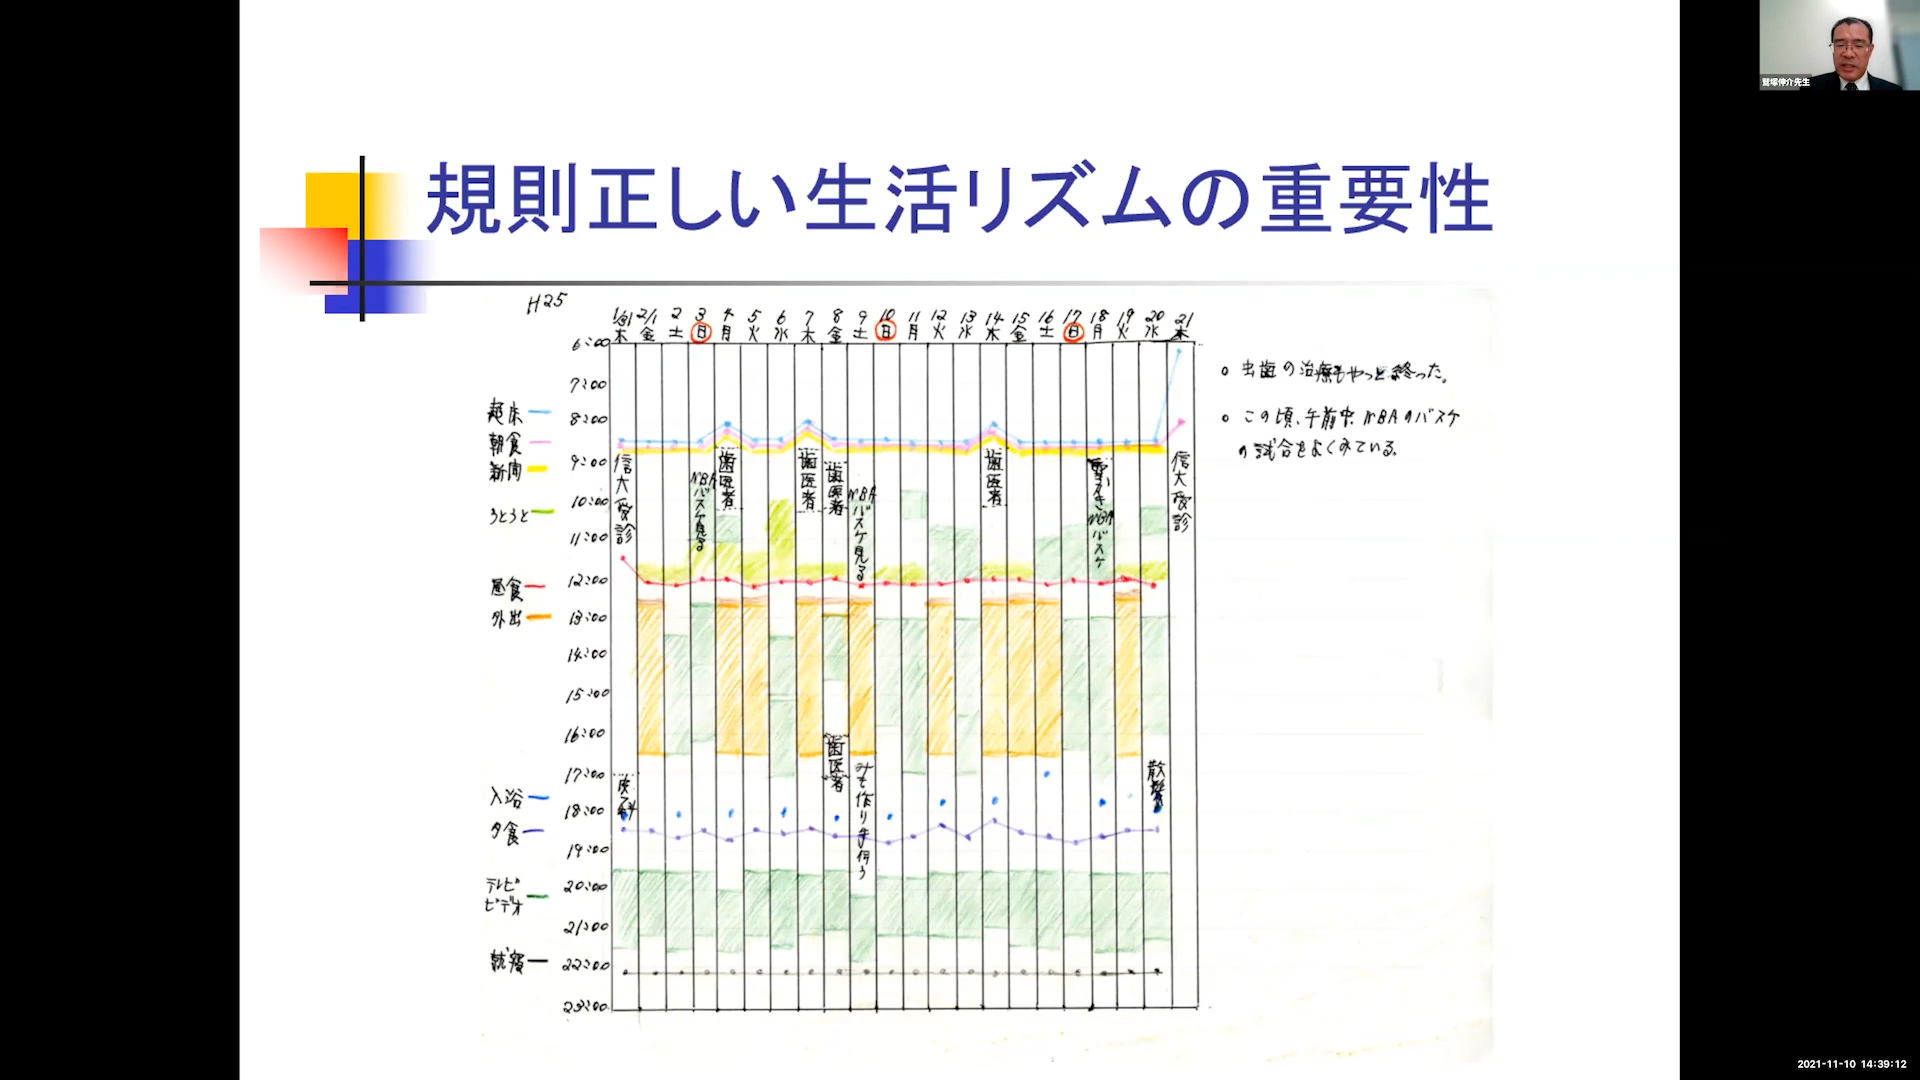 鷲塚伸介先生
規則正しい生活リズムの重要性
H25
1/31 2/1 2 3 4 5 6 7 8 9 10 11 12 13 14 15 16 17 18 19 20 21
木 金 土 日 月 火 水 木 金 土 日 月 火 水 木 金 土 日 月 火 水 木
6:00
7:00
起床
8:00
朝食
新聞
9:00
10:00
うとうと
11:00
昼食
12:00
外出
13:00
14:00
15:00
16:00
17:00
入浴
18:00
夕食
19:00
テレビ
ビデオ
20:00
21:00
就寝
22:00
23:00
信大受診
NBAバスケ見る
歯医者
歯医者
歯医者
NBAバスケ見る
歯医者
雪かき
NBAバスケ
信大受診
歯医者
みそ作り手伝う
散髪
○ 虫歯の治療もやっと終った。
○ この頃、午前中、NBAのバスケ
の試合をよくみている。
2021-11-10 14:39:12